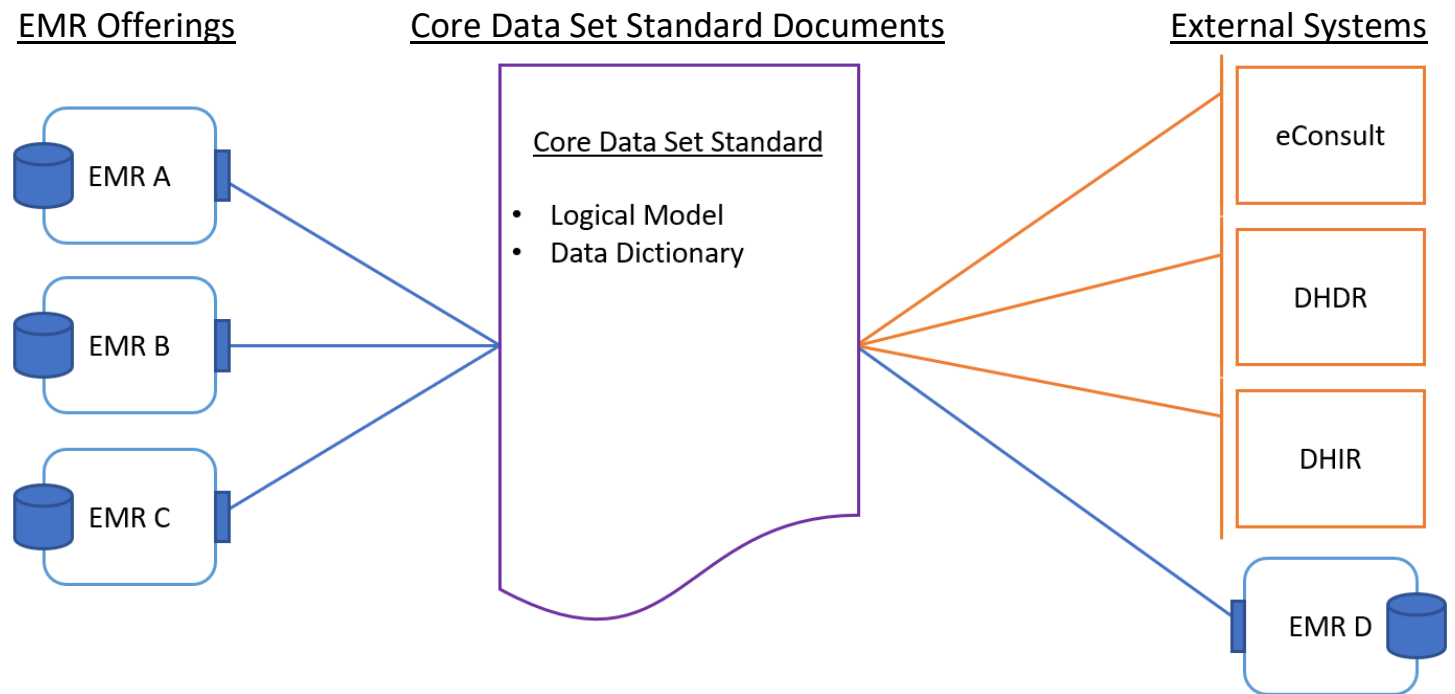 EMR Offerings
Core Data Set Standard Documents
External Systems
EMR A
EMR B
EMR C
Core Data Set Standard
• Logical Model
• Data Dictionary
eConsult
DHDR
DHIR
EMR D